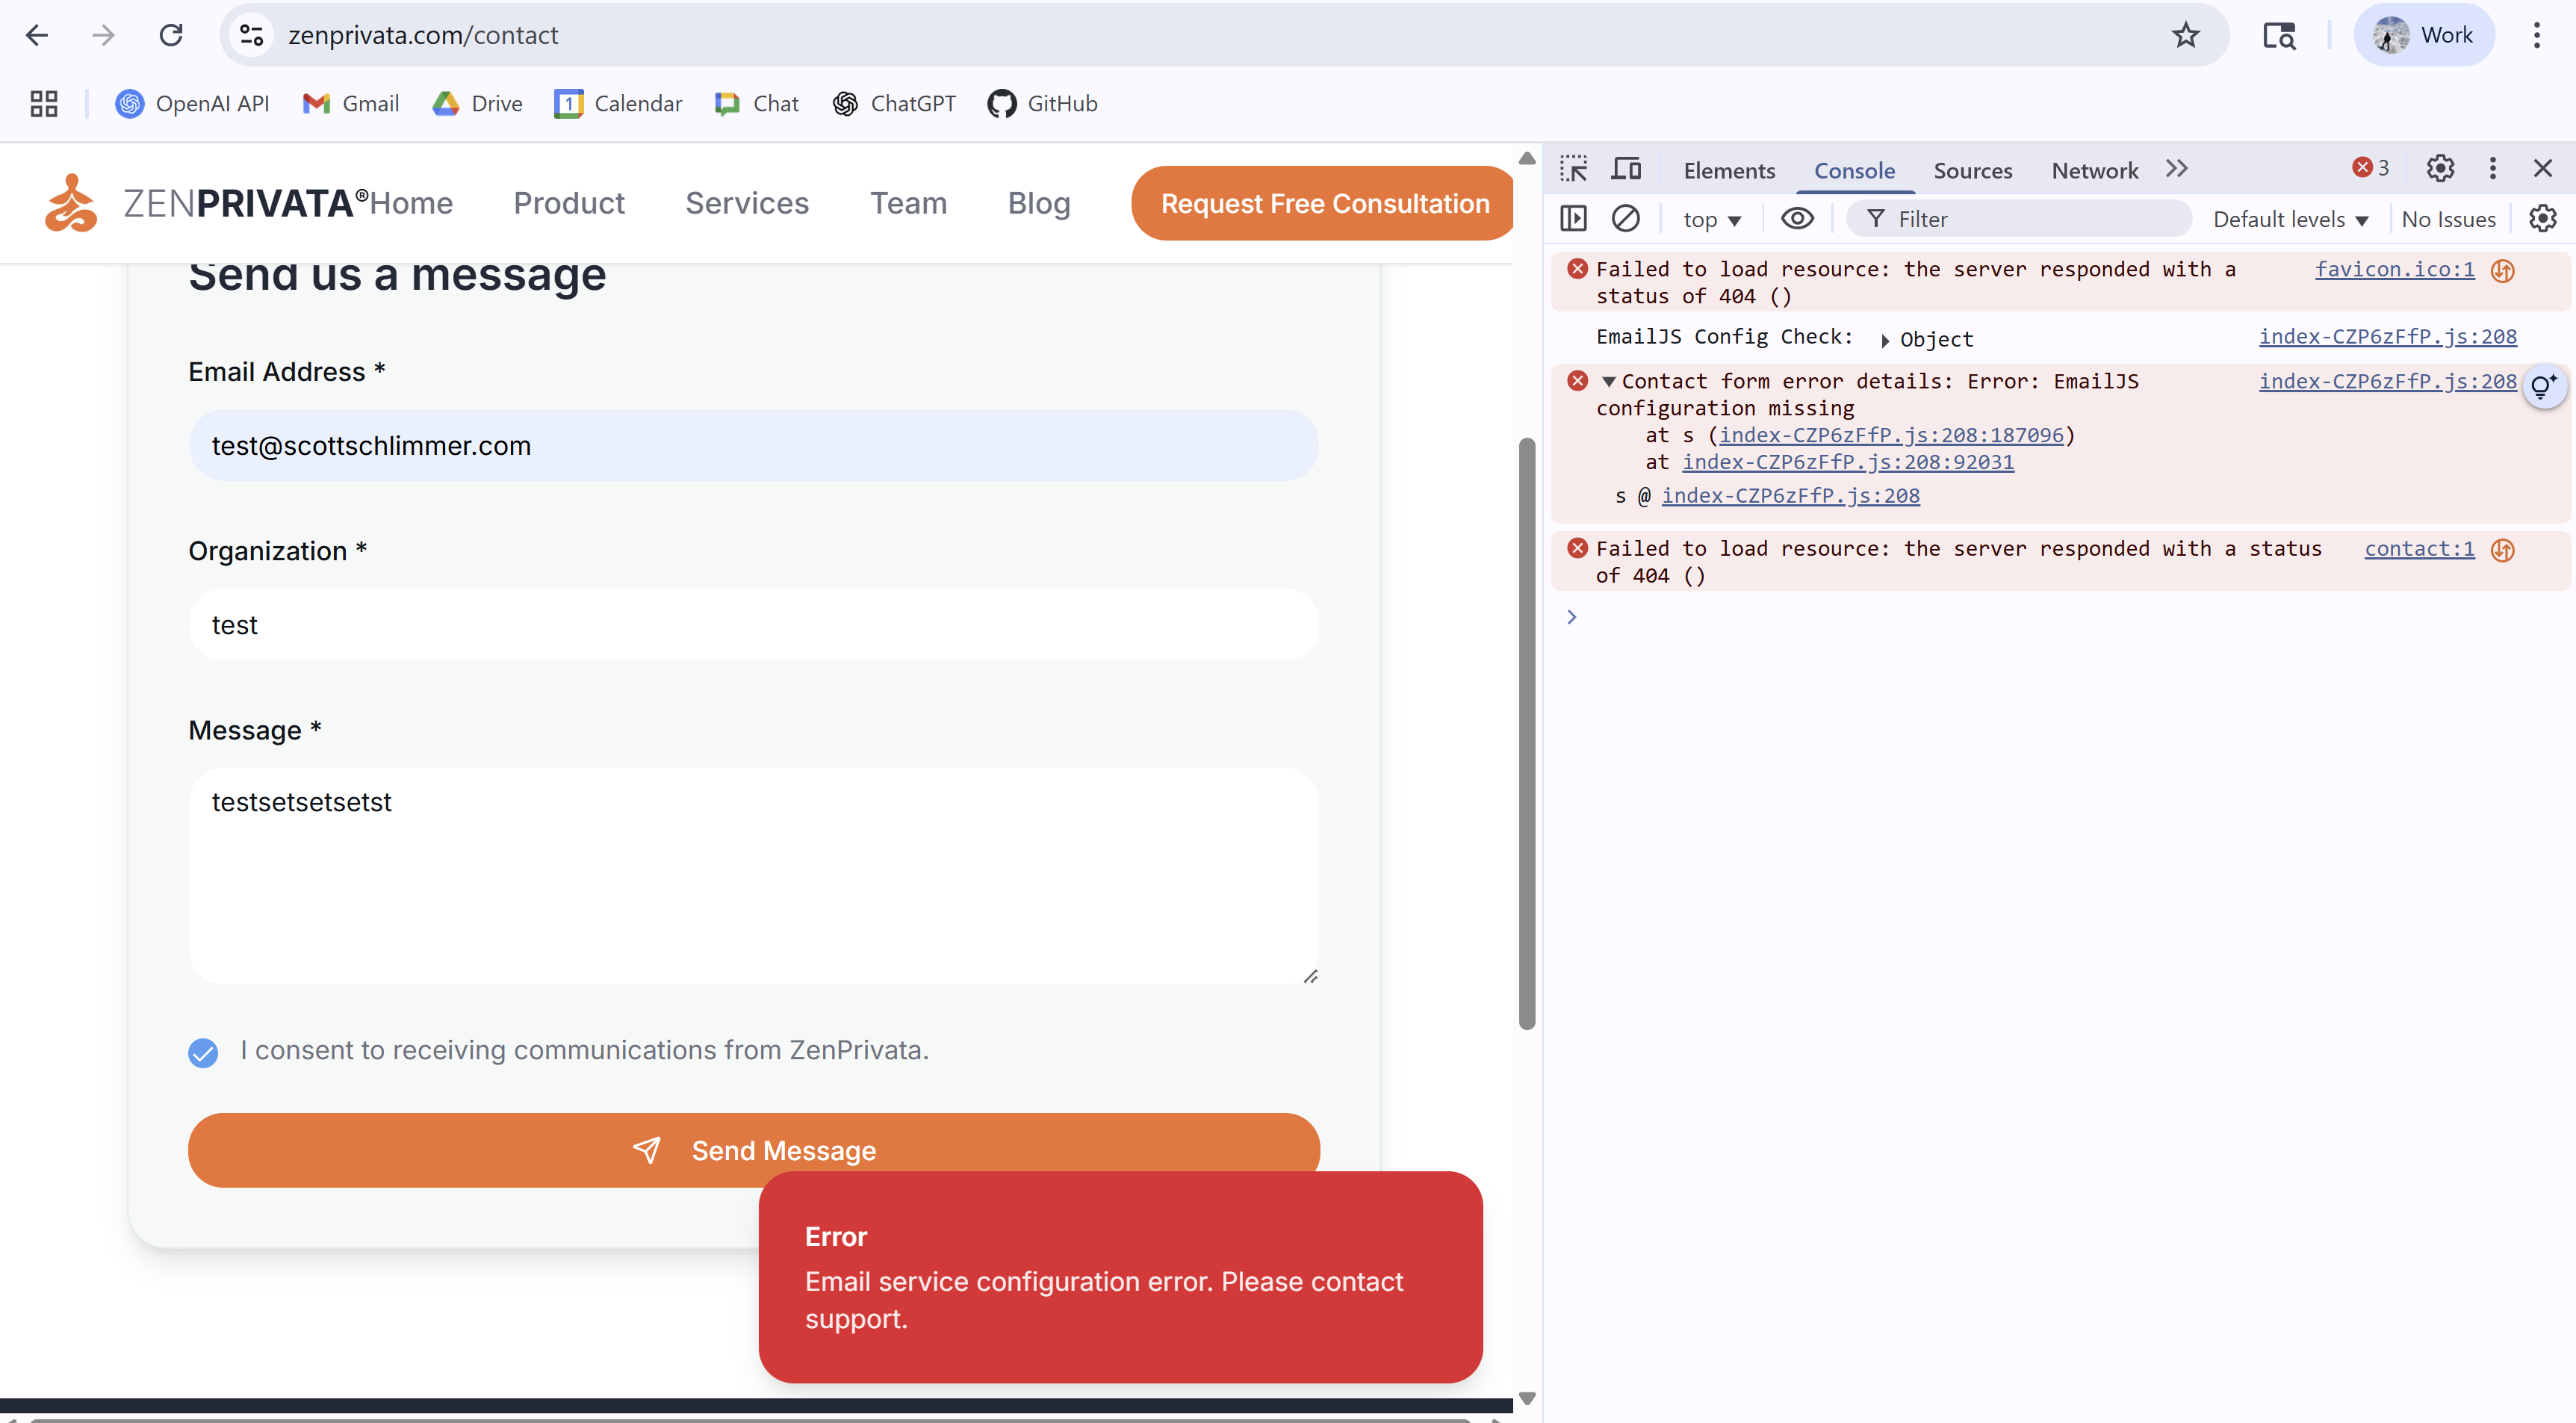 zenprivata.com/contact
Work
OpenAI API
Gmail
Drive
1
Calendar
Chat
ChatGPT
GitHub
ZENPRIVATA®
Home
Product
Services
Team
Blog
Request Free Consultation
Send us a message
Email Address *
test@scottschlimmer.com
Organization *
test
Message *
testsetsetsetst
I consent to receiving communications from ZenPrivata.
Send Message
Error
Email service configuration error. Please contact
support.
Elements
Console
Sources
Network
3
top
Filter
Default levels
No Issues
Failed to load resource: the server responded with a favicon.ico:1
status of 404 ()
EmailJS Config Check: Object index-CZP6zFfP.js:208
Contact form error details: Error: EmailJS index-CZP6zFfP.js:208
configuration missing
at s (index-CZP6zFfP.js:208:187096)
at index-CZP6zFfP.js:208:92031
s @ index-CZP6zFfP.js:208
Failed to load resource: the server responded with a status contact:1
of 404 ()